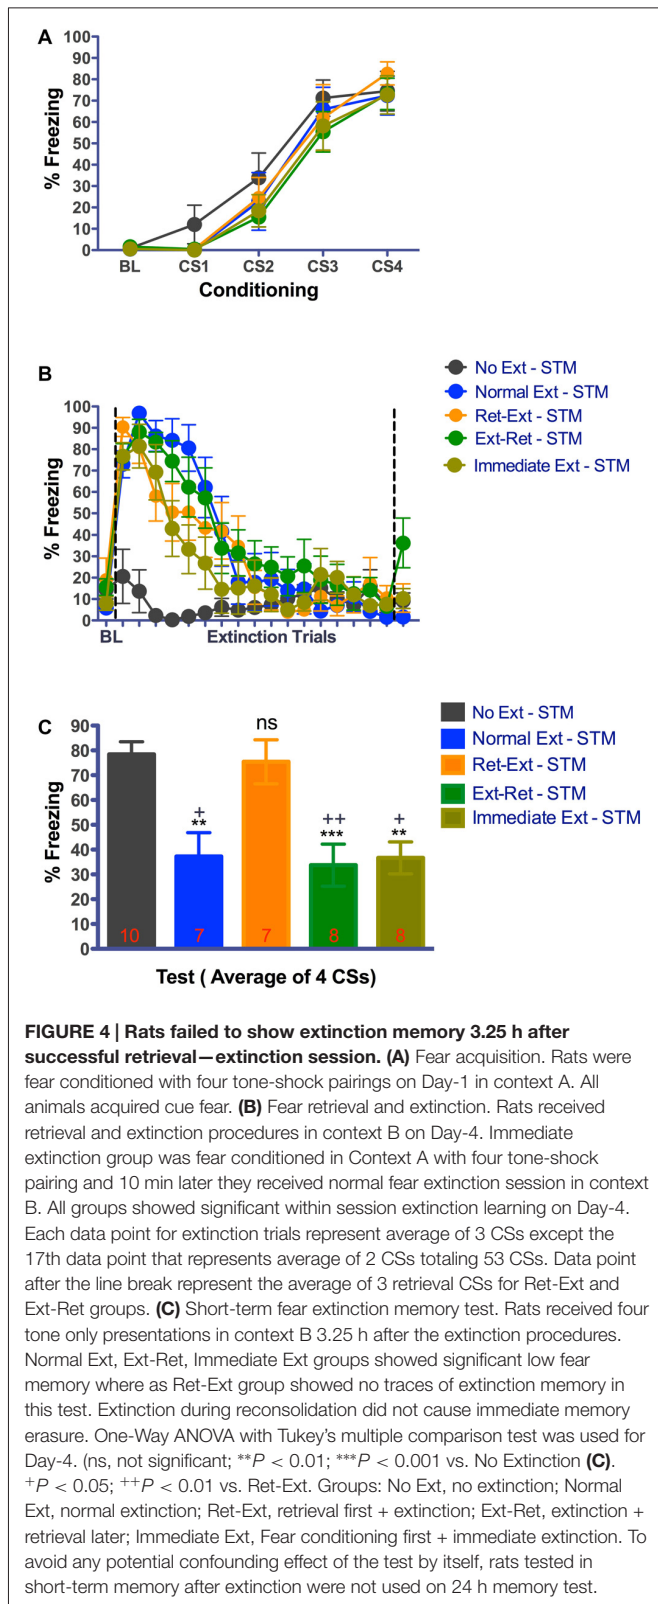 A
100
90
80
70
60
50
40
30
20
10
0
% Freezing
BL CS1 CS2 CS3 CS4
Conditioning
B
No Ext - STM
Normal Ext - STM
Ret-Ext - STM
Ext-Ret - STM
Immediate Ext - STM
100
90
80
70
60
50
40
30
20
10
0
% Freezing
BL Extinction Trials
C
No Ext - STM
Normal Ext - STM
Ret-Ext - STM
Ext-Ret - STM
Immediate Ext - STM
90
80
70
60
50
40
30
20
10
0
% Freezing
ns
+ ++ +
** *** **
10 7 7 8 8
Test ( Average of 4 CSs)
FIGURE 4 | Rats failed to show extinction memory 3.25 h after
successful retrieval—extinction session. (A) Fear acquisition. Rats were
fear conditioned with four tone-shock pairings on Day-1 in context A. All
animals acquired cue fear. (B) Fear retrieval and extinction. Rats received
retrieval and extinction procedures in context B on Day-4. Immediate
extinction group was fear conditioned in Context A with four tone-shock
pairing and 10 min later they received normal fear extinction session in context
B. All groups showed significant within session extinction learning on Day-4.
Each data point for extinction trials represent average of 3 CSs except the
17th data point that represents average of 2 CSs totaling 53 CSs. Data point
after the line break represent the average of 3 retrieval CSs for Ret-Ext and
Ext-Ret groups. (C) Short-term fear extinction memory test. Rats received four
tone only presentations in context B 3.25 h after the extinction procedures.
Normal Ext, Ext-Ret, Immediate Ext groups showed significant low fear
memory where as Ret-Ext group showed no traces of extinction memory in
this test. Extinction during reconsolidation did not cause immediate memory
erasure. One-Way ANOVA with Tukey's multiple comparison test was used for
Day-4. (ns, not significant; **P < 0.01; ***P < 0.001 vs. No Extinction (C).
+P < 0.05; ++P < 0.01 vs. Ret-Ext. Groups: No Ext, no extinction; Normal
Ext, normal extinction; Ret-Ext, retrieval first + extinction; Ext-Ret, extinction +
retrieval later; Immediate Ext, Fear conditioning first + immediate extinction. To
avoid any potential confounding effect of the test by itself, rats tested in
short-term memory after extinction were not used on 24 h memory test.